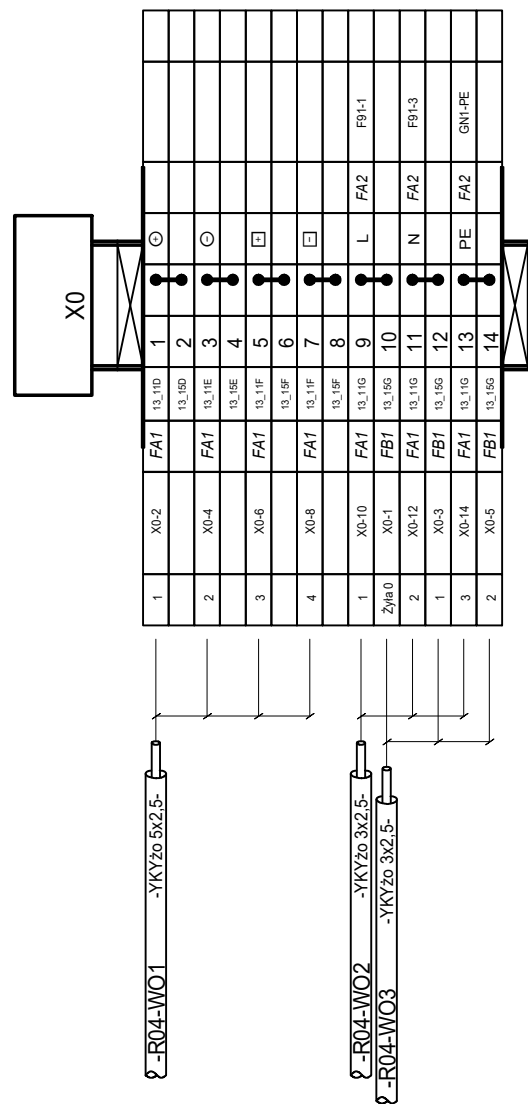 X0
1 X0-2 FA1 13_11D 1 +
13_15D 2
2 X0-4 FA1 13_11E 3 -
13_15E 4
3 X0-6 FA1 13_11F 5 +
13_15F 6
4 X0-8 FA1 13_11F 7 -
13_15F 8
1 X0-10 FA1 13_11G 9 L FA2 F91-1
Żyła 0 X0-1 FB1 13_15G 10
2 X0-12 FA1 13_11G 11 N FA2 F91-3
1 X0-3 FB1 13_15G 12
3 X0-14 FA1 13_11G 13 PE FA2 GN1-PE
2 X0-5 FB1 13_15G 14
-R04-WO1 -YKYżo 5x2,5-
-R04-WO2 -YKYżo 3x2,5-
-R04-WO3 -YKYżo 3x2,5-